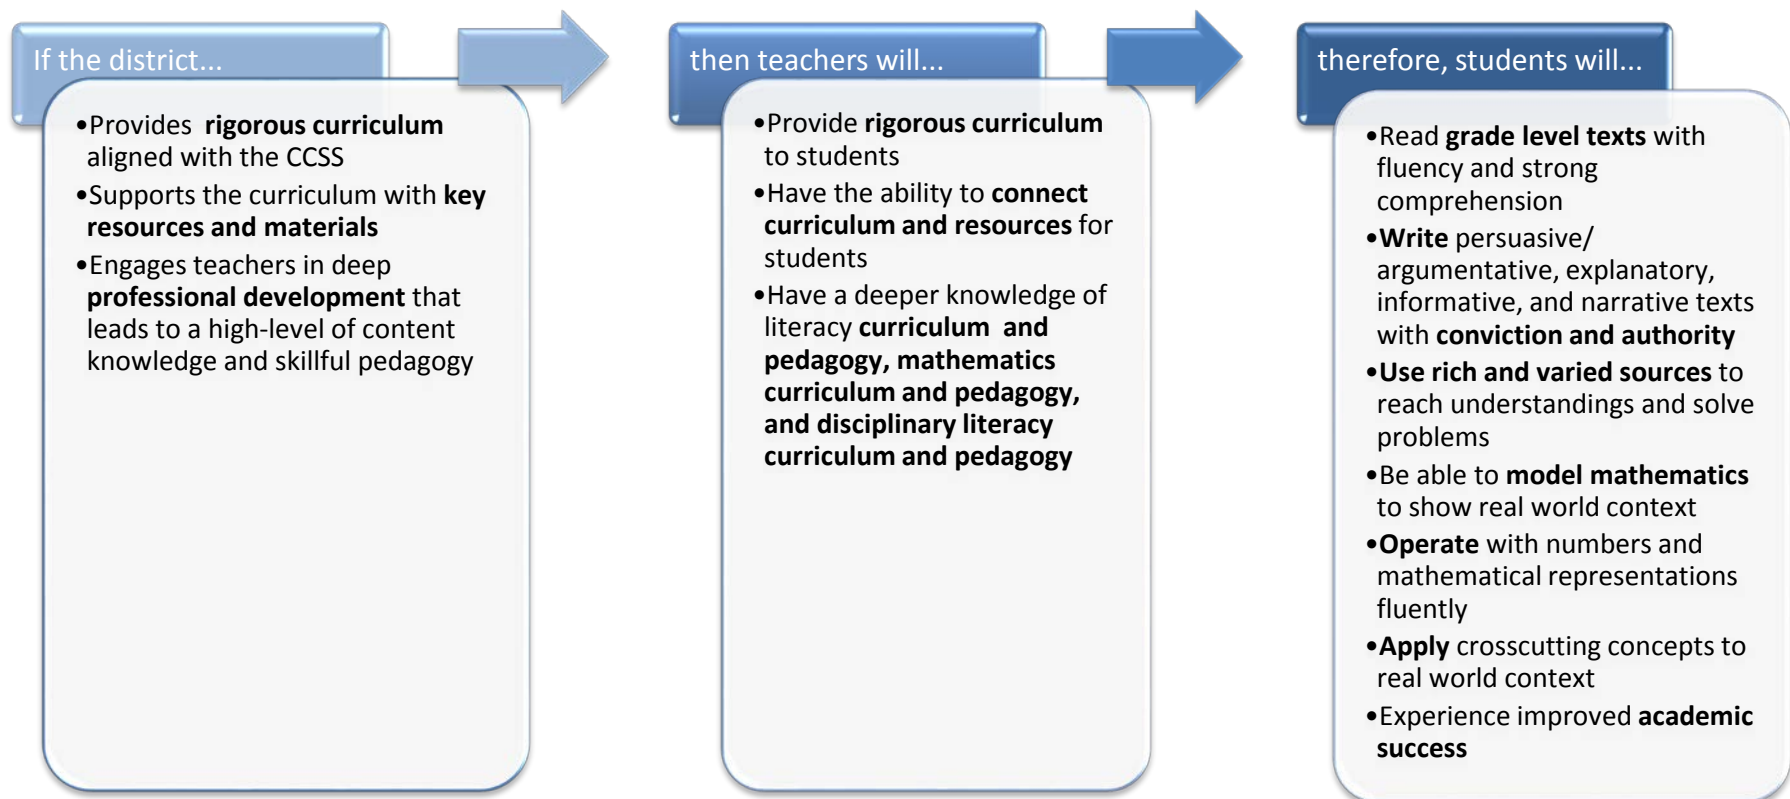 If the district...
•Provides  rigorous curriculum
aligned with the CCSS
•Supports the curriculum with key
resources and materials
•Engages teachers in deep
professional development that
leads to a high-level of content
knowledge and skillful pedagogy
then teachers will...
•Provide rigorous curriculum
to students
•Have the ability to connect
curriculum and resources for
students
•Have a deeper knowledge of
literacy curriculum  and
pedagogy, mathematics
curriculum and pedagogy,
and disciplinary literacy
curriculum and pedagogy
therefore, students will...
•Read grade level texts with
fluency and strong
comprehension
•Write persuasive/
argumentative, explanatory,
informative, and narrative texts
with conviction and authority
•Use rich and varied sources to
reach understandings and solve
problems
•Be able to model mathematics
to show real world context
•Operate with numbers and
mathematical representations
fluently
•Apply crosscutting concepts to
real world context
•Experience improved academic
success